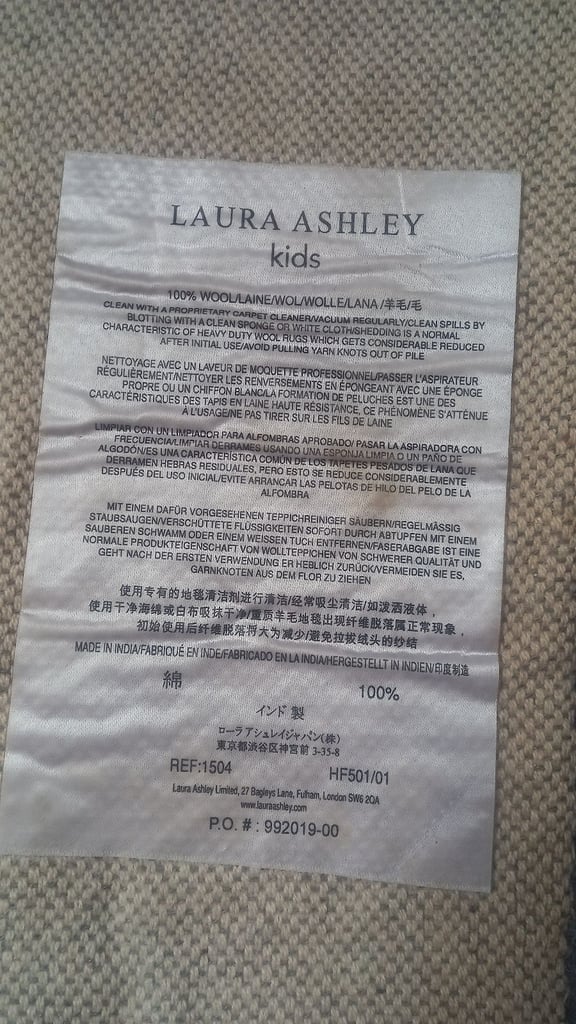 LAURA ASHLEY
kids
100% WOOL/LAINE/WOL/WOLLE/LANA /羊毛/毛
CLEAN WITH A PROPRIETARY CARPET CLEANER/VACUUM REGULARLY/CLEAN SPILLS BY
BLOTTING WITH A CLEAN SPONGE OR WHITE CLOTH/SHEDDING IS A NORMAL
CHARACTERISTIC OF HEAVY DUTY WOOL RUGS WHICH GETS CONSIDERABLE REDUCED
AFTER INITIAL USE/AVOID PULLING YARN KNOTS OUT OF PILE
NETTOYAGE AVEC UN LAVEUR DE MOQUETTE PROFESSIONNEL/PASSER L'ASPIRATEUR
RÉGULIÈREMENT/NETTOYER LES RENVERSEMENTS EN ÉPONGEANT AVEC UNE ÉPONGE
PROPRE OU UN CHIFFON BLANC/LA FORMATION DE PELUCHES EST UNE DES
CARACTÉRISTIQUES DES TAPIS EN LAINE HAUTE RÉSISTANCE, CE PHÉNOMÈNE S'ATTÉNUE
À L'USAGE/NE PAS TIRER SUR LES FILS DE LAINE
LIMPIAR CON UN LIMPIADOR PARA ALFOMBRAS APROBADO/ PASAR LA ASPIRADORA CON
FRECUENCIA/LIMPIAR DERRAMES USANDO UNA ESPONJA LIMPIA O UN PAÑO DE
ALGODÓN/ES UNA CARACTERÍSTICA COMÚN DE LOS TAPETES PESADOS DE LANA QUE
DERRAMEN HEBRAS RESIDUALES, PERO ESTO SE REDUCE CONSIDERABLEMENTE
DESPUÉS DEL USO INICIAL/EVITE ARRANCAR LAS PELOTAS DE HILO DEL PELO DE LA
ALFOMBRA
MIT EINEM DAFÜR VORGESEHENEN TEPPICHREINIGER SÄUBERN/REGELMÄSSIG
STAUBSAUGEN/VERSCHÜTTETE FLÜSSIGKEITEN SOFORT DURCH ABTUPFEN MIT EINEM
SAUBEREN SCHWAMM ODER EINEM WEISSEN TUCH ENTFERNEN/FASERABGABE IST EINE
NORMALE PRODUKTEIGENSCHAFT VON WOLLTEPPICHEN VON SCHWERER QUALITÄT UND
GEHT NACH DER ERSTEN VERWENDUNG ER HEBLICH ZURÜCK/VERMEIDEN SIE ES,
GARNKNOTEN AUS DEM FLOR ZU ZIEHEN
使用专有的地毯清洁剂进行清洁/经常吸尘清洁/如泼洒液体，
使用干净海绵或白布吸抹干净/重质羊毛地毯出现纤维脱落属正常现象，
初始使用后纤维脱落将大为减少/避免拉拔绒头的纱结
MADE IN INDIA/FABRIQUÉ EN INDE/FABRICADO EN LA INDIA/HERGESTELLT IN INDIEN/印度制造
綿 100%
インド 製
ローラ アシュレイジャパン(株)
東京都渋谷区神宮前 3-35-8
REF:1504 HF501/01
Laura Ashley Limited, 27 Bagleys Lane, Fulham, London SW6 2QA
www.lauraashley.com
P.O. # : 992019-00